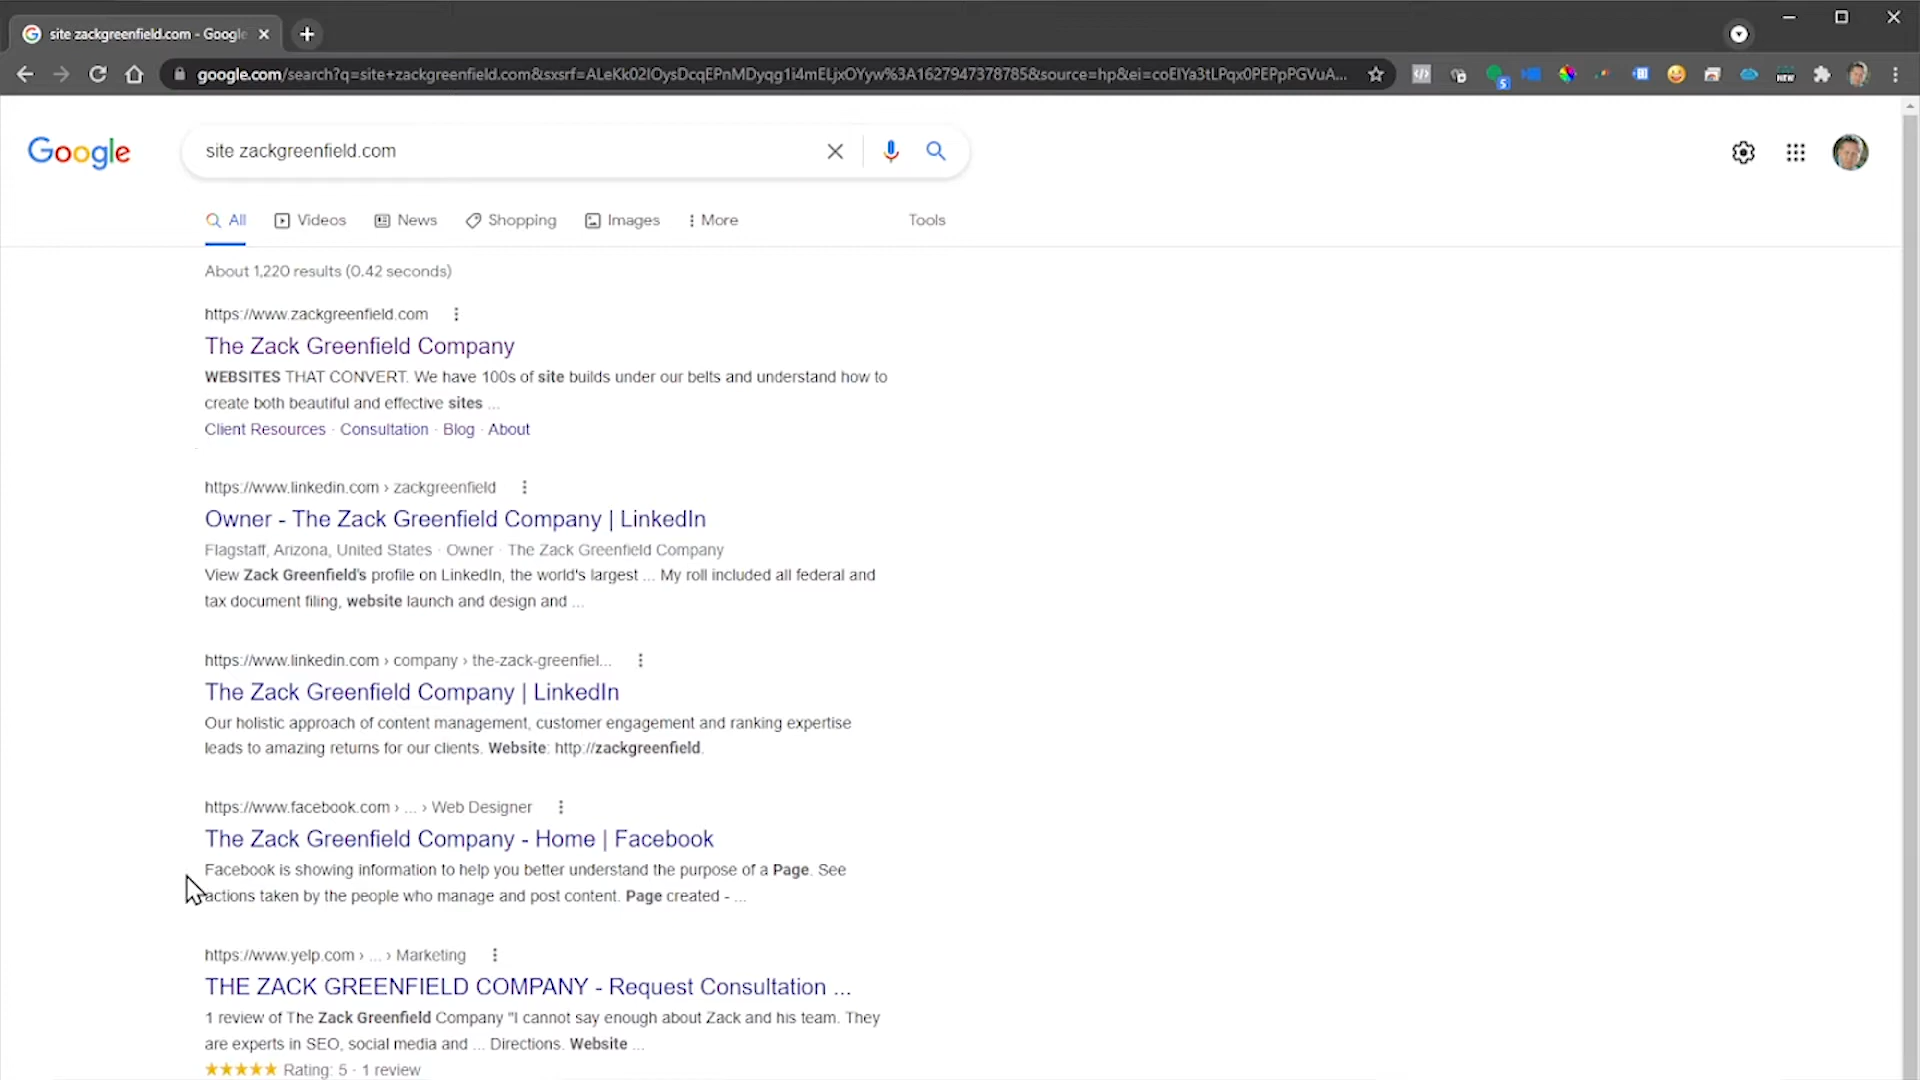 site zackgreenfield.com - Google
google.com/search?q=site+zackgreenfield.com&sxsrf=ALeKk02IOysDcqEPnMDyqg1i4mELjxOYyw%3A1627947378785&source=hp&ei=coEIYa3tLPqx0PEPpPGVuA...
5
NEW
Google
site zackgreenfield.com
All
Videos
News
Shopping
Images
More
Tools
About 1,220 results (0.42 seconds)
https://www.zackgreenfield.com
The Zack Greenfield Company
WEBSITES THAT CONVERT. We have 100s of site builds under our belts and understand how to
create both beautiful and effective sites ...
Client Resources · Consultation · Blog · About
https://www.linkedin.com › zackgreenfield
Owner - The Zack Greenfield Company | LinkedIn
Flagstaff, Arizona, United States · Owner · The Zack Greenfield Company
View Zack Greenfield's profile on LinkedIn, the world's largest ... My roll included all federal and
tax document filing, website launch and design and ...
https://www.linkedin.com › company › the-zack-greenfiel...
The Zack Greenfield Company | LinkedIn
Our holistic approach of content management, customer engagement and ranking expertise
leads to amazing returns for our clients. Website: http://zackgreenfield.
https://www.facebook.com › ... › Web Designer
The Zack Greenfield Company - Home | Facebook
Facebook is showing information to help you better understand the purpose of a Page. See
actions taken by the people who manage and post content. Page created - ...
https://www.yelp.com › ... › Marketing
THE ZACK GREENFIELD COMPANY - Request Consultation ...
1 review of The Zack Greenfield Company "I cannot say enough about Zack and his team. They
are experts in SEO, social media and ... Directions. Website ...
★★★★★ Rating: 5 · 1 review